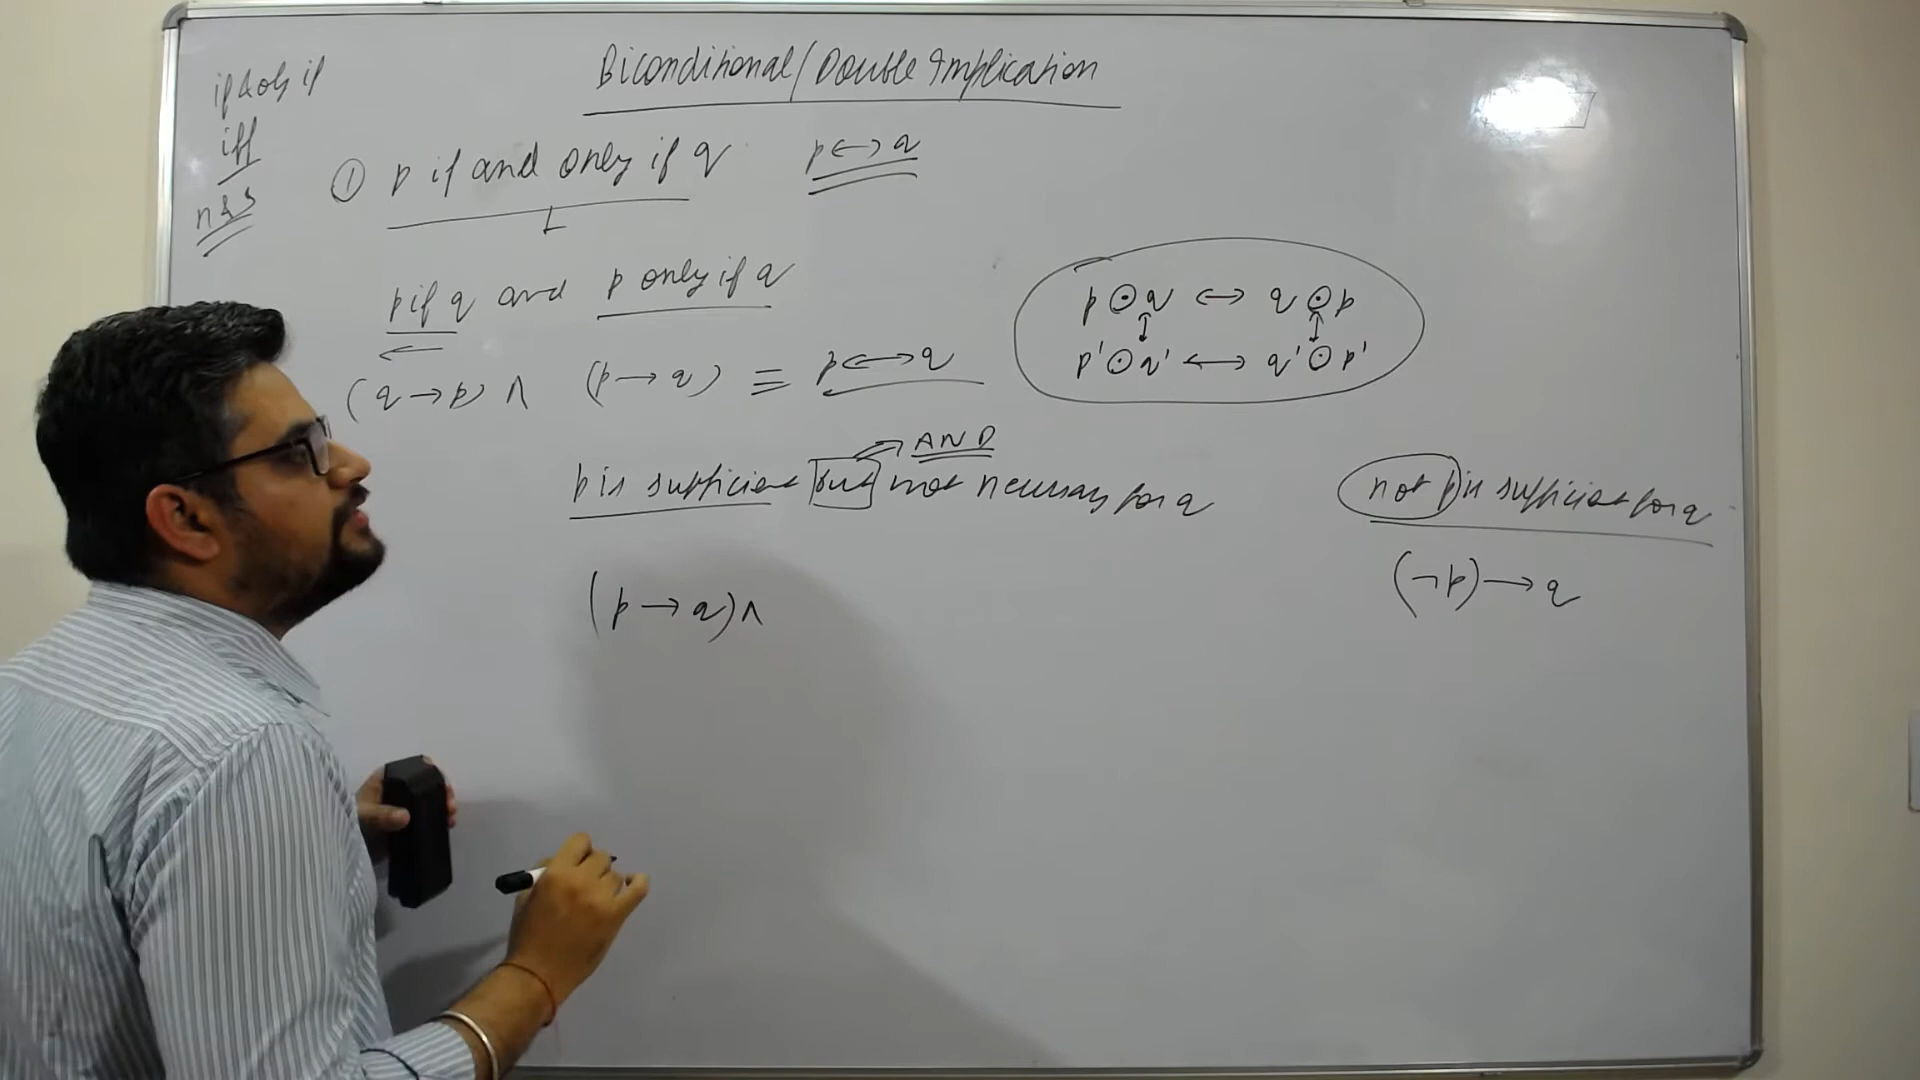 Biconditional/Double Implication
if & oly if
iff
n & s
① p if and only if q p ↔ q
p if q and p only if q
←
(q → p) ∧ (p → q) ≡ p ↔ q
p ⊙ q ↔ q ⊙ p
↕ ↕
p' ⊙ q' ↔ q' ⊙ p'
AND
p is sufficient but not necessary for q
not p is sufficient for q
(p → q) ∧
(¬p) → q